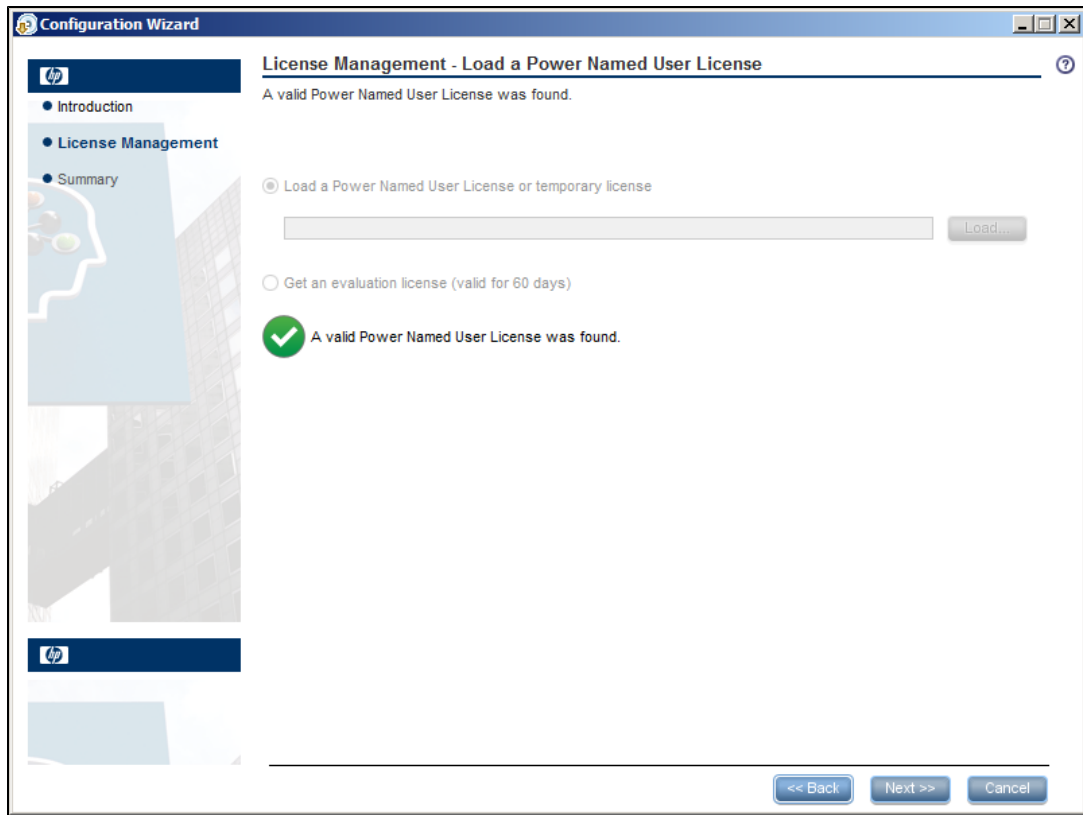 Configuration Wizard
hp
Introduction
License Management
Summary
License Management - Load a Power Named User License
?
A valid Power Named User License was found.
Load a Power Named User License or temporary license
Load...
Get an evaluation license (valid for 60 days)
A valid Power Named User License was found.
hp
<< Back
Next >>
Cancel